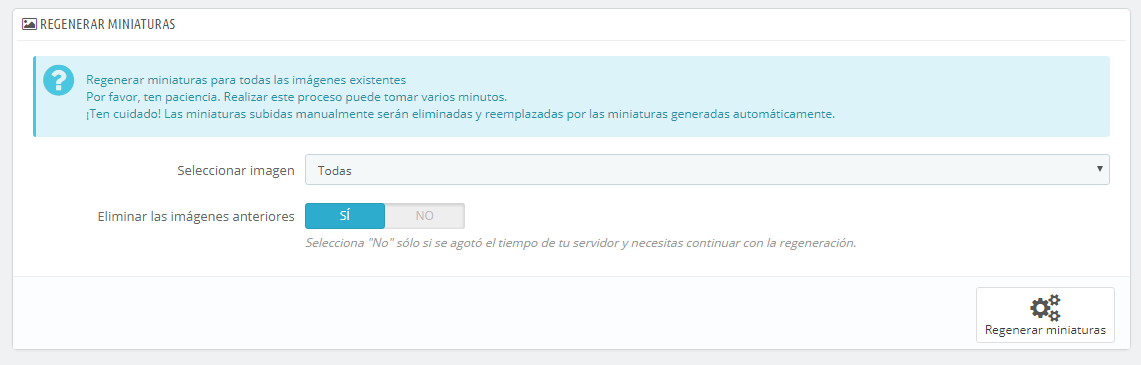 REGENERAR MINIATURAS
Regenerar miniaturas para todas las imágenes existentes
Por favor, ten paciencia. Realizar este proceso puede tomar varios minutos.
¡Ten cuidado! Las miniaturas subidas manualmente serán eliminadas y reemplazadas por las miniaturas generadas automáticamente.
Seleccionar imagen Todas
Eliminar las imágenes anteriores SÍ NO
Selecciona "No" sólo si se agotó el tiempo de tu servidor y necesitas continuar con la regeneración.
Regenerar miniaturas